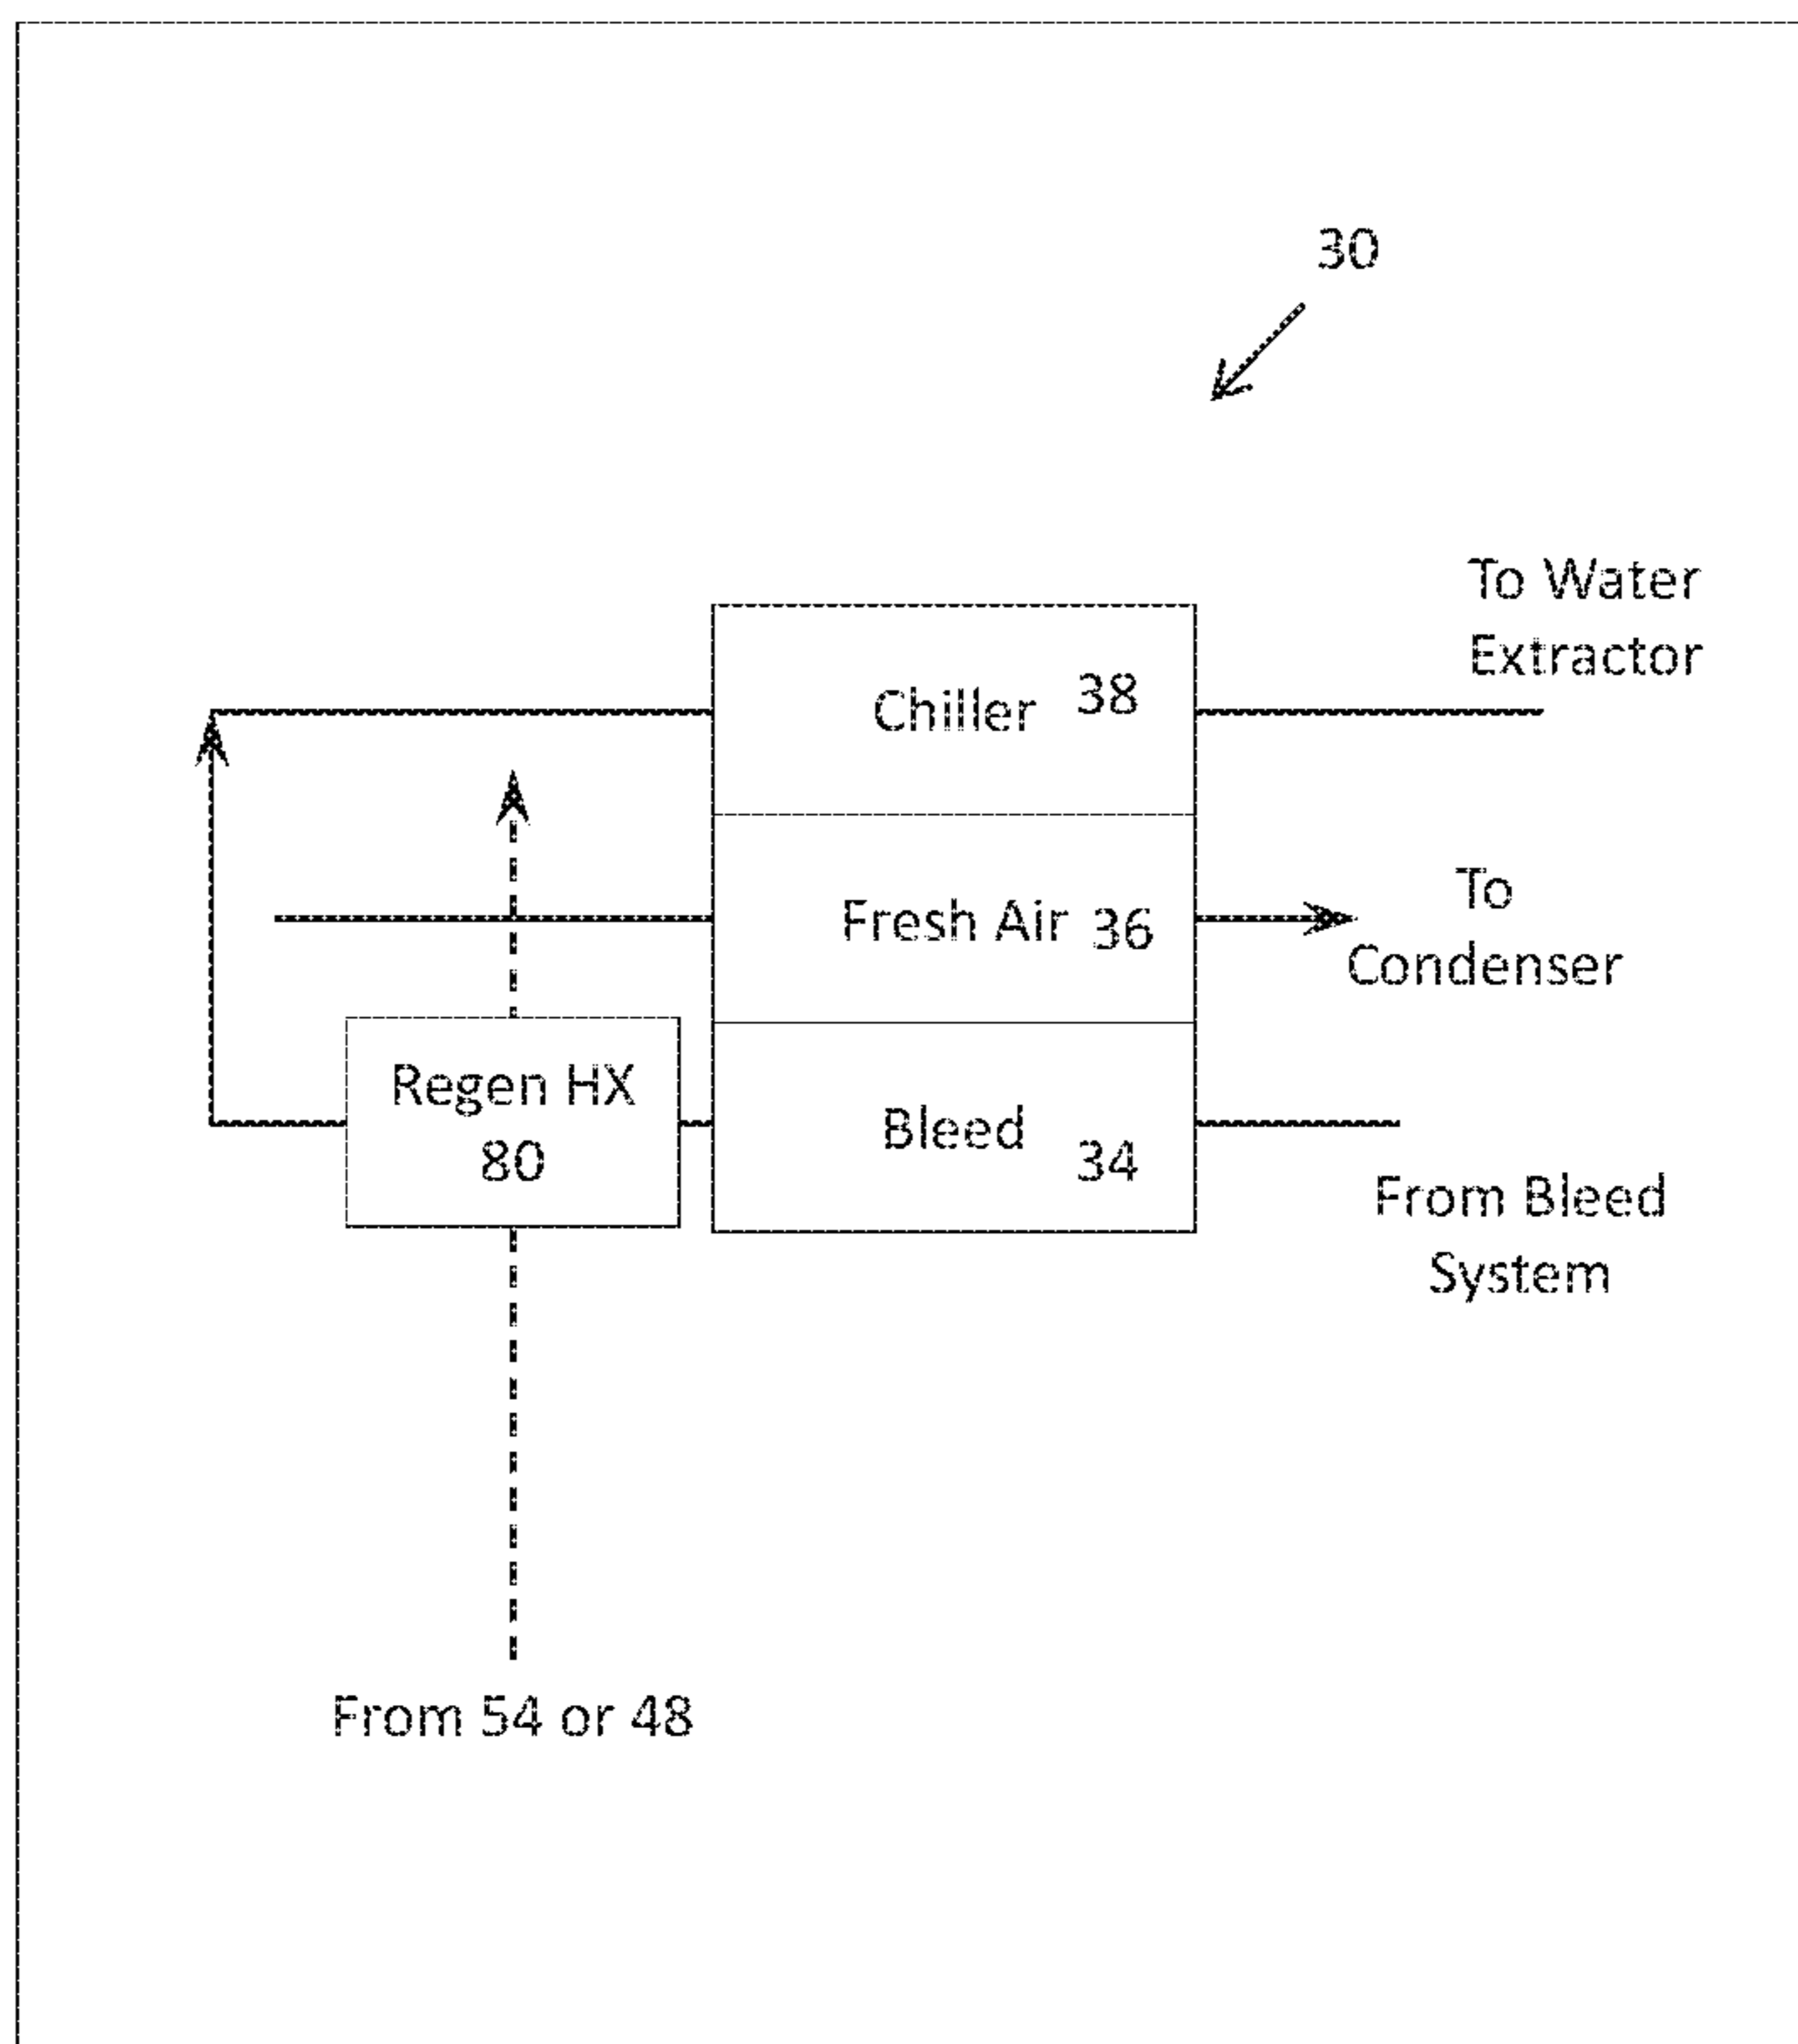 30
To Water
Extractor
Chiller 38
Fresh Air 36
To
Condenser
Regen HX
80
Bleed 34
From Bleed
System
From 54 or 48